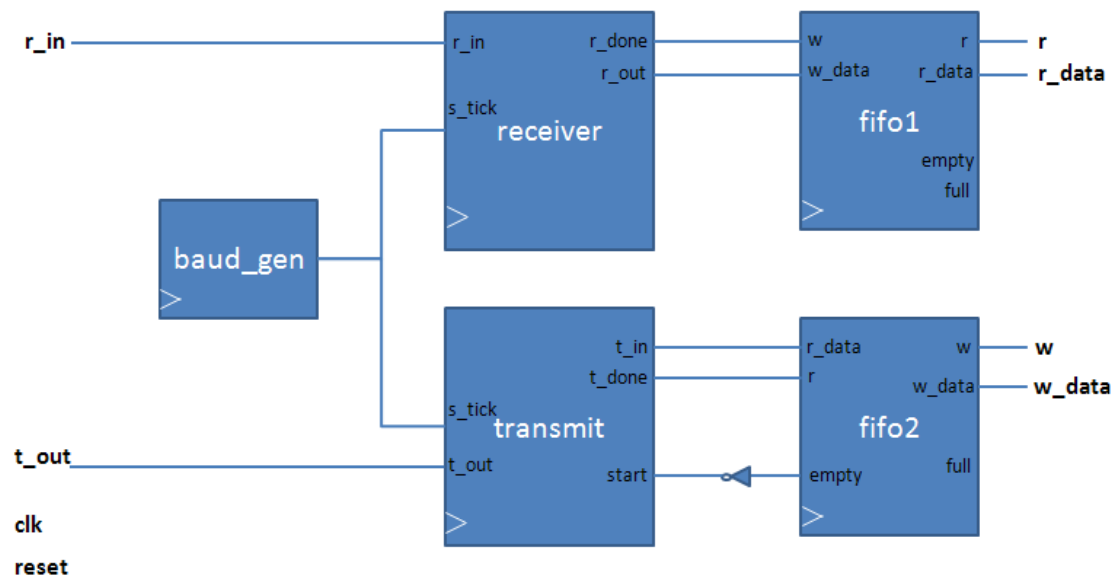 r_in
r_in
r_done
r_out
s_tick
receiver
w
r
w_data
r_data
fifo1
empty
full
r
r_data
baud_gen
t_in
t_done
s_tick
transmit
t_out
start
r_data
w
r
w_data
fifo2
empty
full
w
w_data
t_out
clk
reset